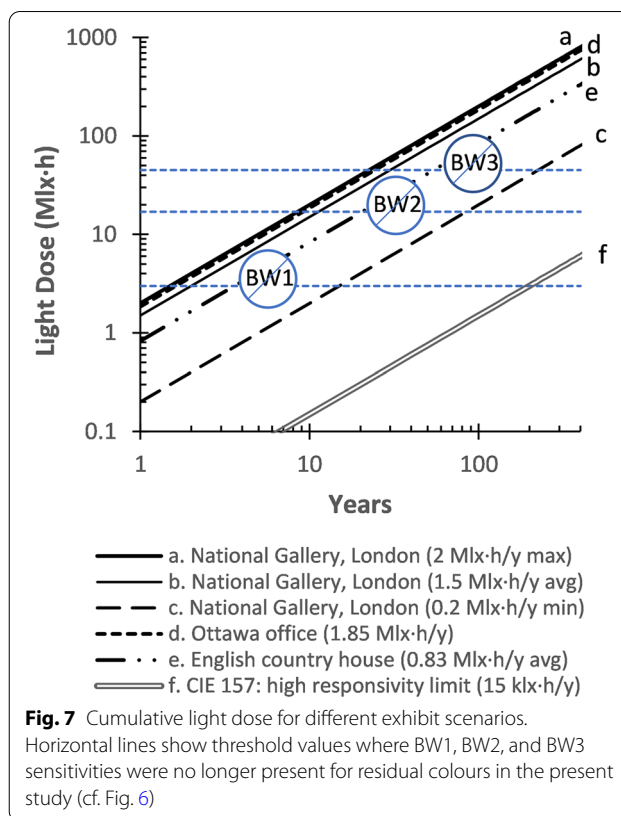 1000
100
10
1
0.1
Light Dose (Mlx·h)
a
d
b
e
c
f
BW3
BW2
BW1
1 10 100
Years
a. National Gallery, London (2 Mlx·h/y max)
b. National Gallery, London (1.5 Mlx·h/y avg)
c. National Gallery, London (0.2 Mlx·h/y min)
d. Ottawa office (1.85 Mlx·h/y)
e. English country house (0.83 Mlx·h/y avg)
f. CIE 157: high responsivity limit (15 klx·h/y)
Fig. 7 Cumulative light dose for different exhibit scenarios.
Horizontal lines show threshold values where BW1, BW2, and BW3
sensitivities were no longer present for residual colours in the present
study (cf. Fig. 6)